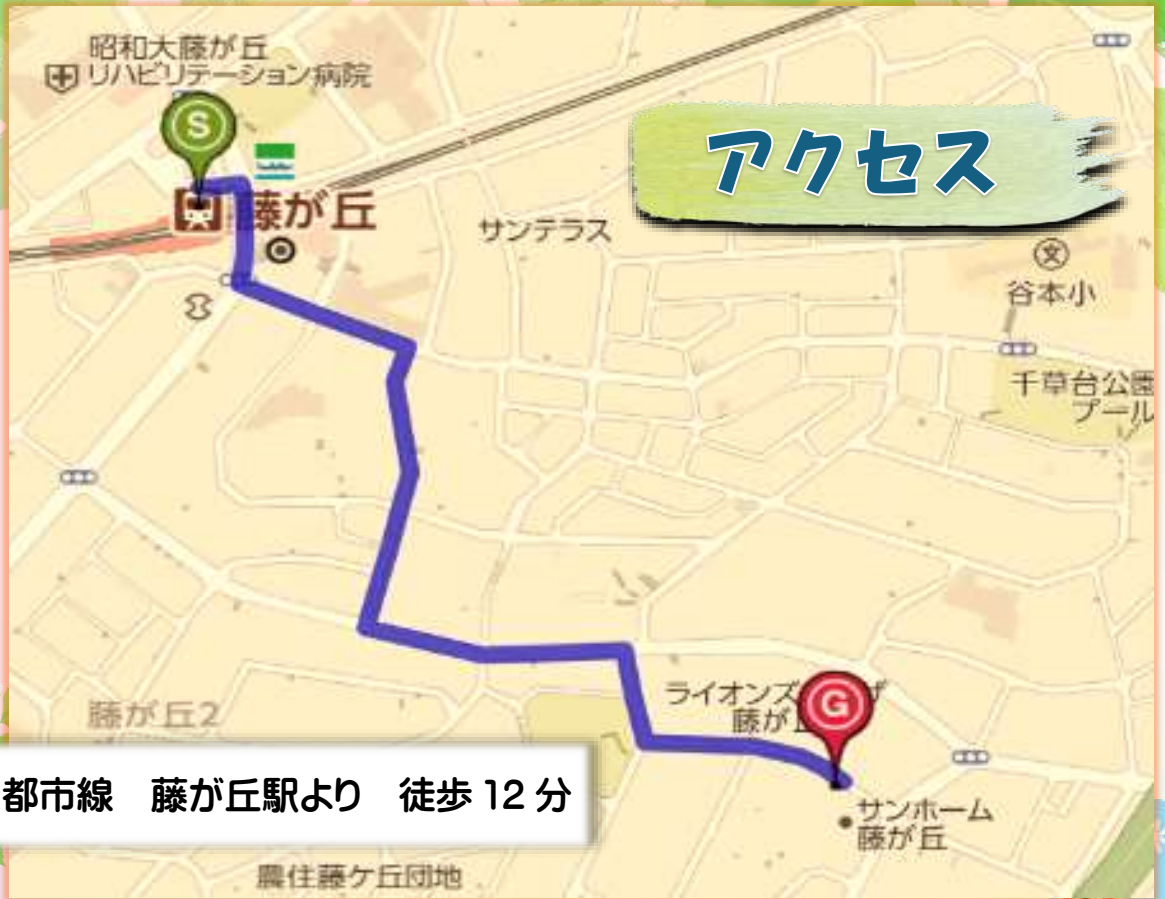 昭和大藤が丘
リハビリテーション病院
S
アクセス
藤が丘
サンテラス
文
谷本小
千草台公園
プール
ライオンズ
藤が
G
藤が丘2
都市線　藤が丘駅より　徒歩12分
サンホーム
藤が丘
農住藤ケ丘団地